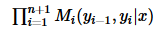 ∏_{i=1}^{n+1} M_i(y_{i−1}, y_i|x)